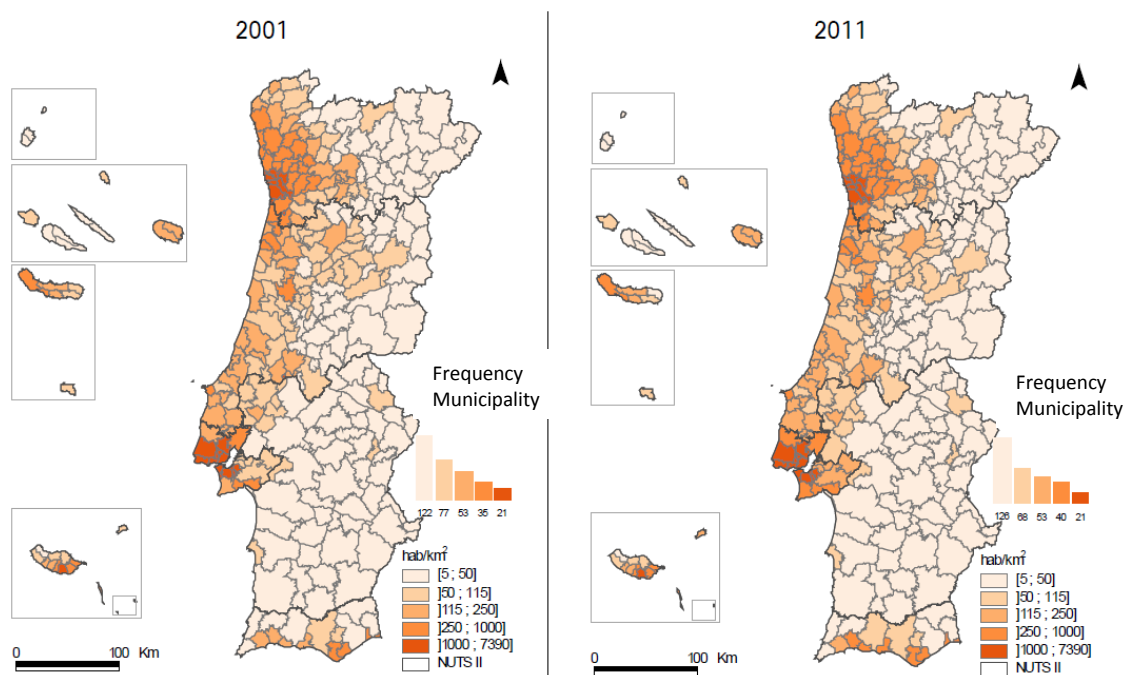 2001
Frequency
Municipality
122 77 53 35 21
hab/km²
[5 ; 50]
]50 ; 115]
]115 ; 250]
]250 ; 1000]
]1000 ; 7390]
NUTS II
0 100 Km
2011
Frequency
Municipality
126 68 53 40 21
hab/km²
[5 ; 50]
]50 ; 115]
]115 ; 250]
]250 ; 1000]
]1000 ; 7390]
NUTS II
0 100 Km